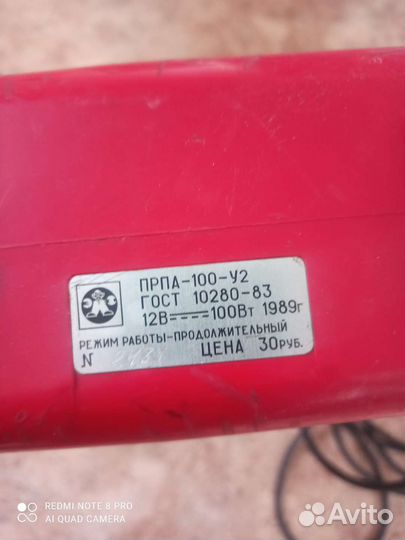 ПРПА-100-У2
ГОСТ 10280-83
12В 100Вт 1989г
РЕЖИМ РАБОТЫ-ПРОДОЛЖИТЕЛЬНЫЙ
N ЦЕНА 30РУБ.
REDMI NOTE 8 PRO
AI QUAD CAMERA
Avito